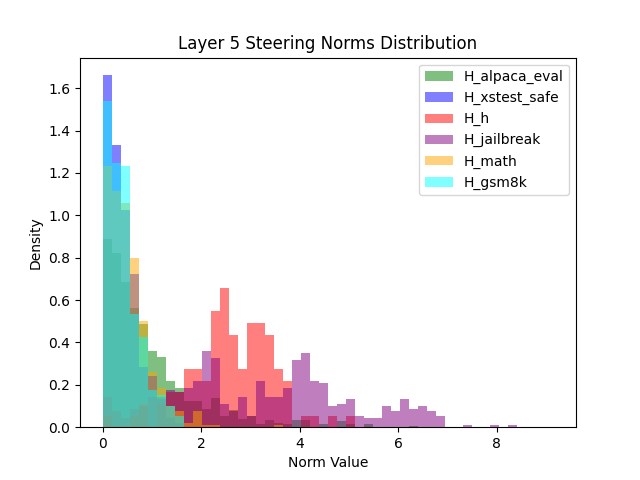 Layer 5 Steering Norms Distribution
H_alpaca_eval
H_xstest_safe
H_h
H_jailbreak
H_math
H_gsm8k
1.6
1.4
1.2
1.0
0.8
0.6
0.4
0.2
0.0
Density
0
2
4
6
8
Norm Value